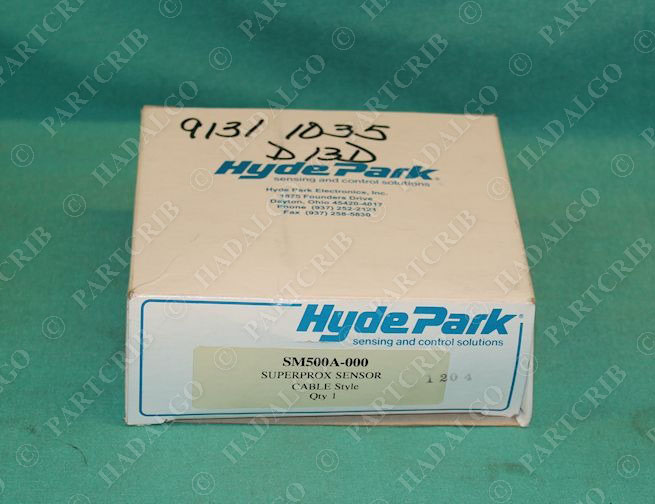 9131 1035
D13D
HydePark
sensing and control solutions
Hyde Park Electronics, Inc.
1875 Founders Drive
Dayton, Ohio 45420-4017
Phone (937) 252-2121
Fax (937) 258-5830
HydePark
sensing and control solutions
SM500A-000
SUPERPROX SENSOR
CABLE Style
Qty 1
1204
© PARTCRIB
© HADALGO